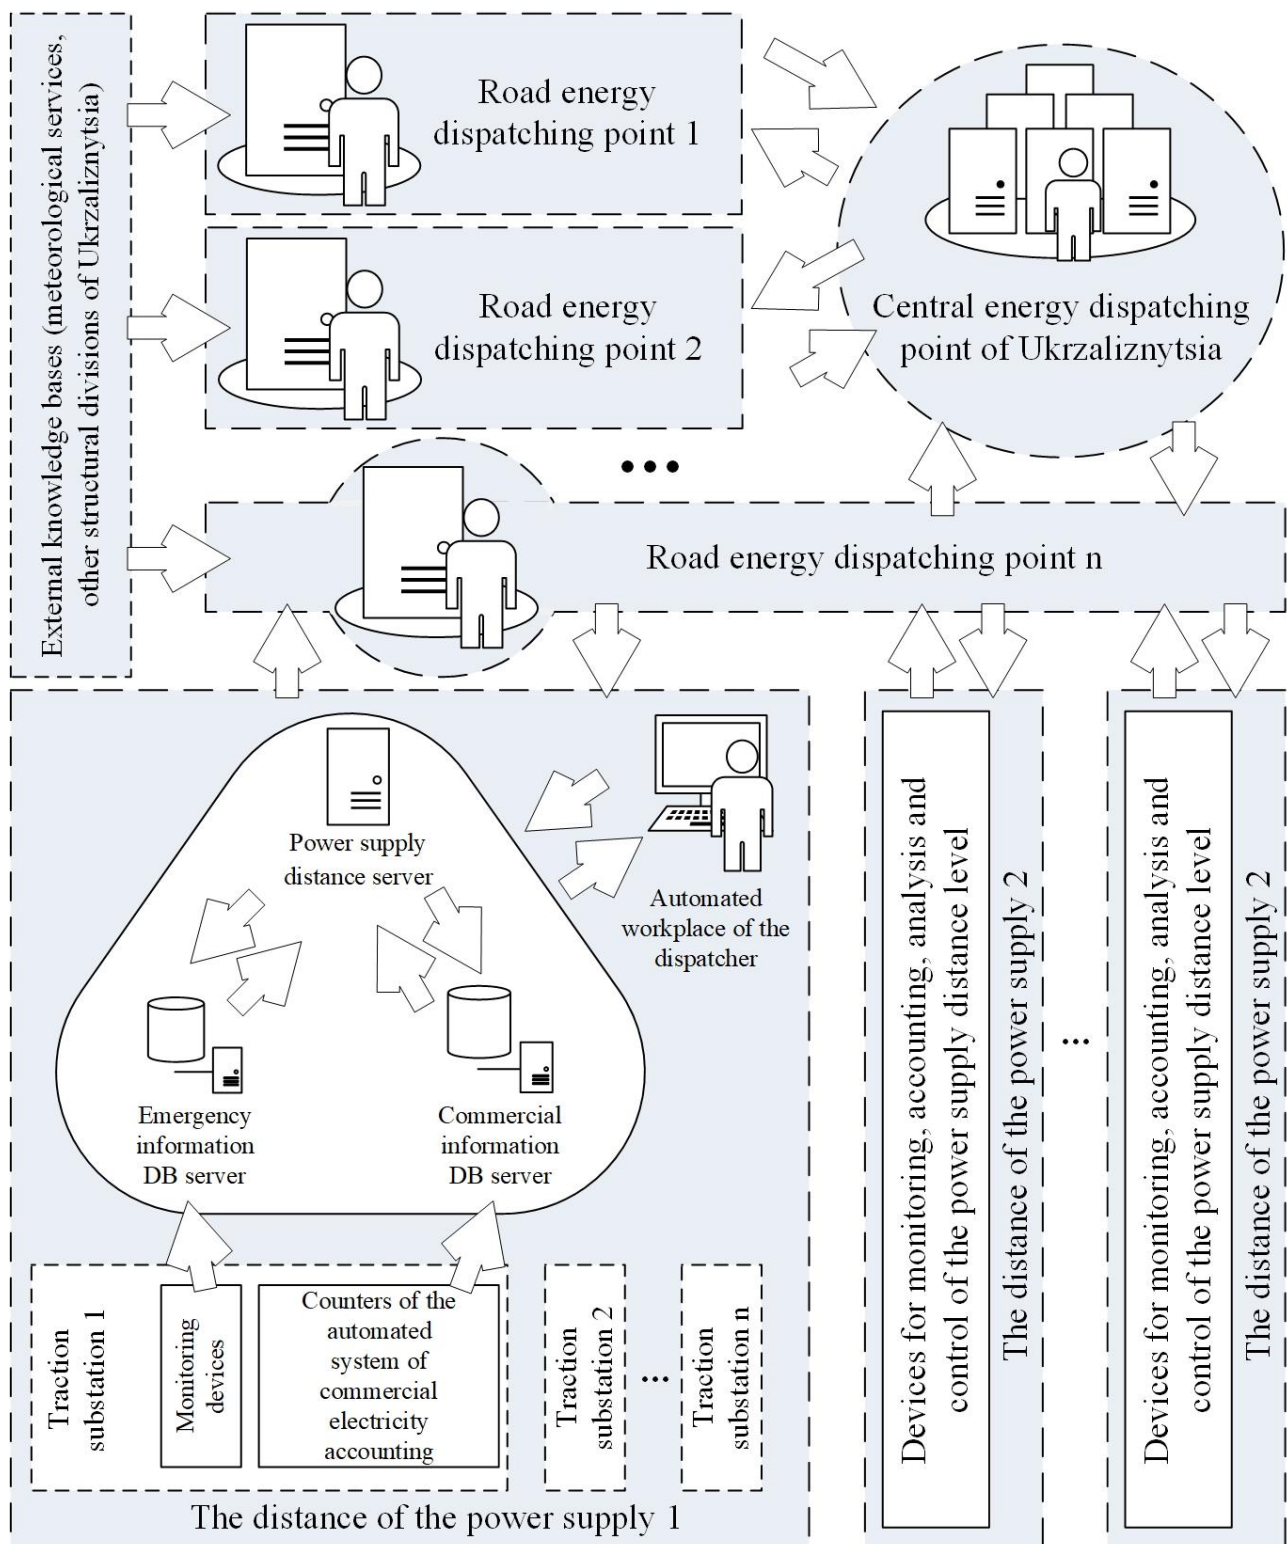 External knowledge bases (meteorological services,
other structural divisions of Ukrzaliznytsia)
Road energy
dispatching point 1
Road energy
dispatching point 2
Central energy dispatching
point of Ukrzaliznytsia
•••
Road energy dispatching point n
Power supply
distance server
Automated
workplace of the
dispatcher
Emergency
information
DB server
Commercial
information
DB server
Traction
substation 1
Monitoring
devices
Counters of the
automated
system of
commercial
electricity
accounting
Traction
substation 2
...
Traction
substation n
The distance of the power supply 1
Devices for monitoring, accounting, analysis and
control of the power supply distance level
The distance of the power supply 2
...
Devices for monitoring, accounting, analysis and
control of the power supply distance level
The distance of the power supply 2